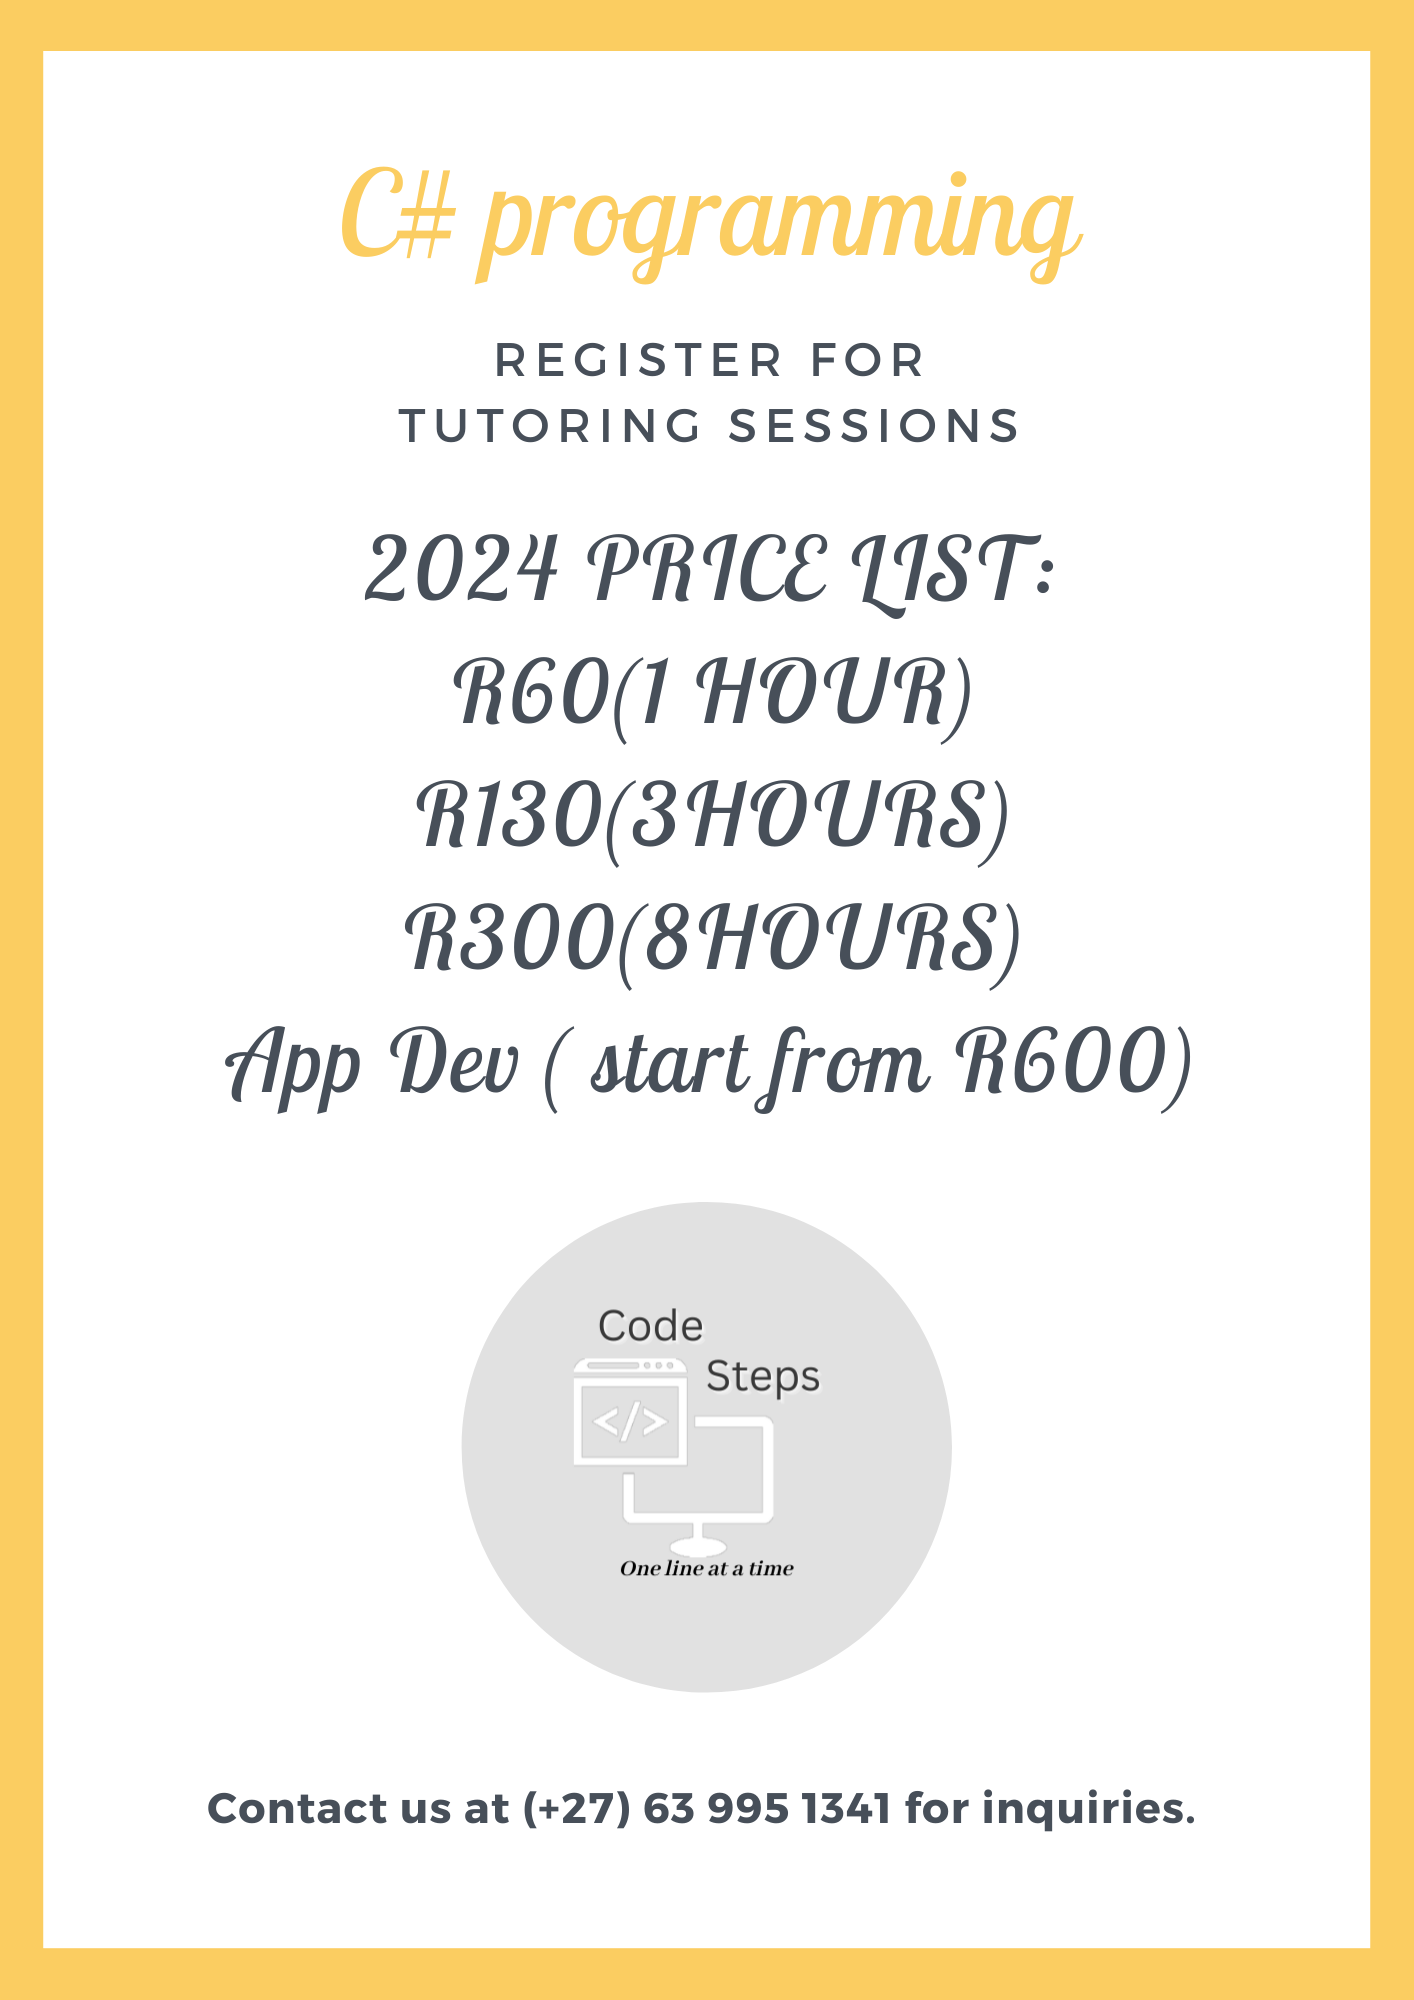 C# programming
REGISTER FOR
TUTORING SESSIONS
2024 PRICE LIST:
R60(1 HOUR)
R130(3HOURS)
R300(8HOURS)
App Dev ( start from R600)
Code
Steps
</>
One line at a time
Contact us at (+27) 63 995 1341 for inquiries.